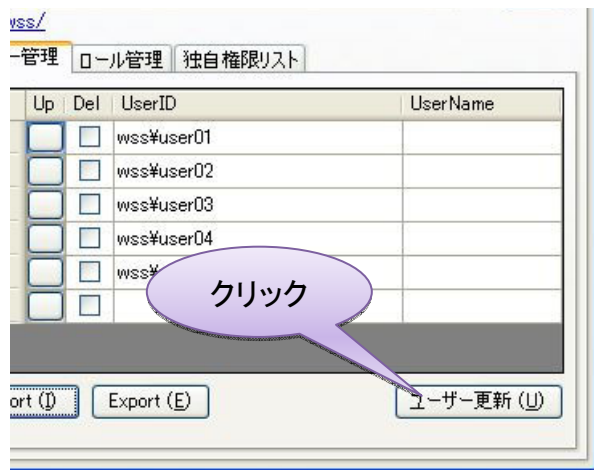 wss/
ー管理 ロール管理 独自権限リスト
Up Del UserID UserName
wss¥user01
wss¥user02
wss¥user03
wss¥user04
wss¥
クリック
ort (I) Export (E) ユーザー更新 (U)